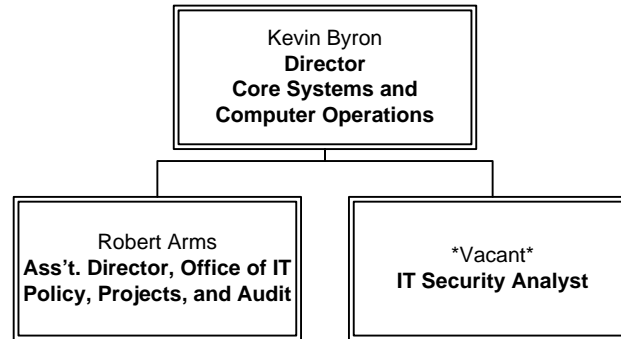 Kevin Byron
Director
Core Systems and
Computer Operations
Robert Arms
Ass't. Director, Office of IT
Policy, Projects, and Audit
*Vacant*
IT Security Analyst